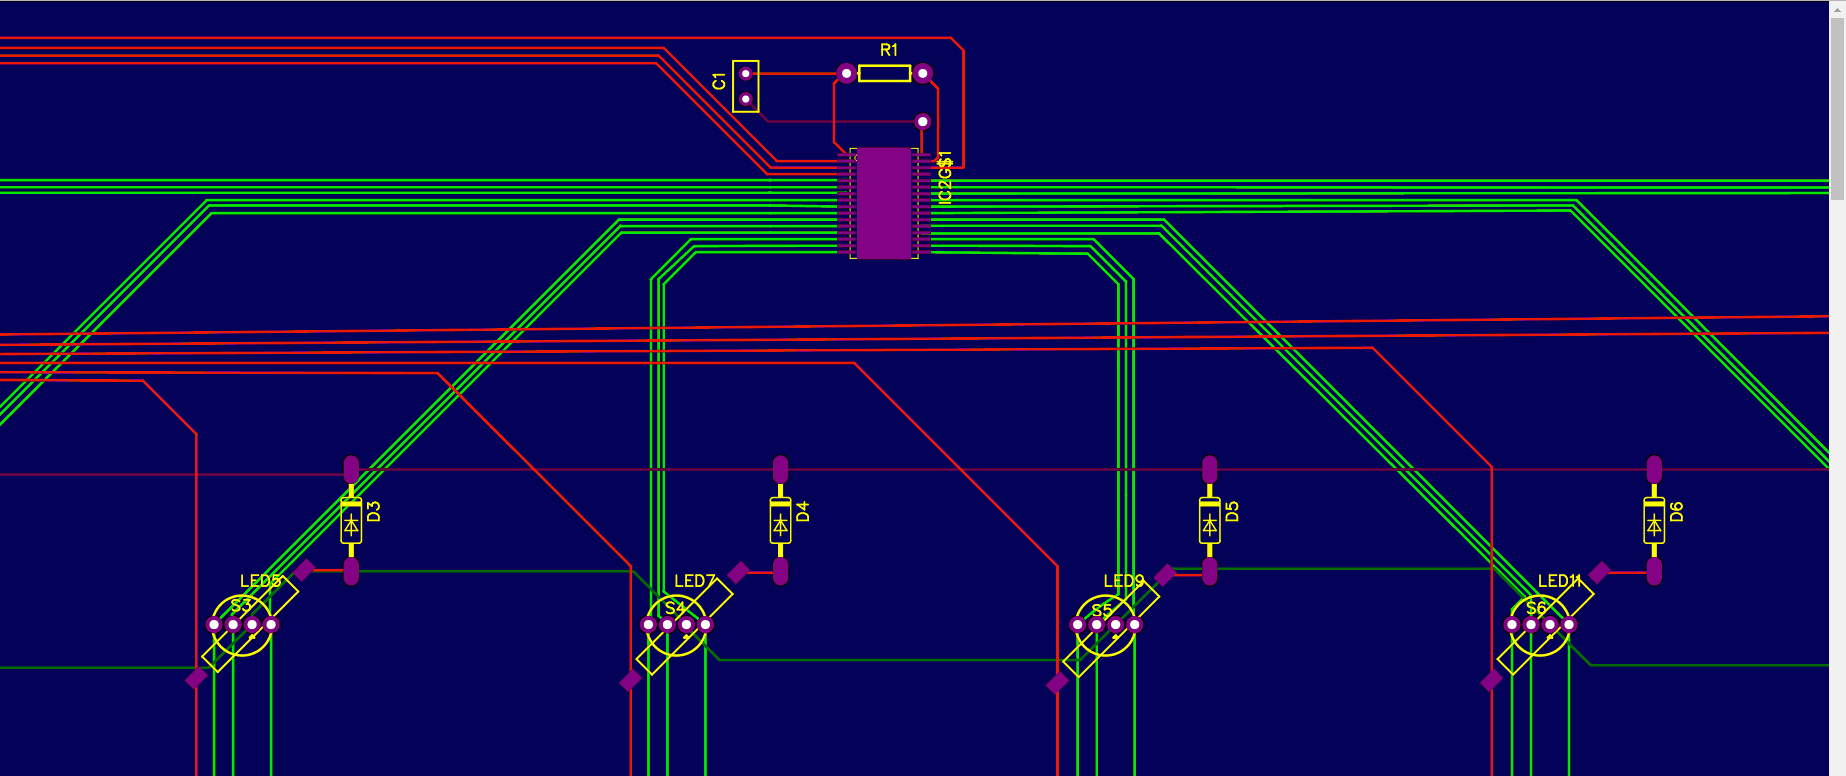 R1
C1
IC2G$1
D3
D4
D5
D6
LED5
LED7
LED9
LED11
S3
S4
S5
S6